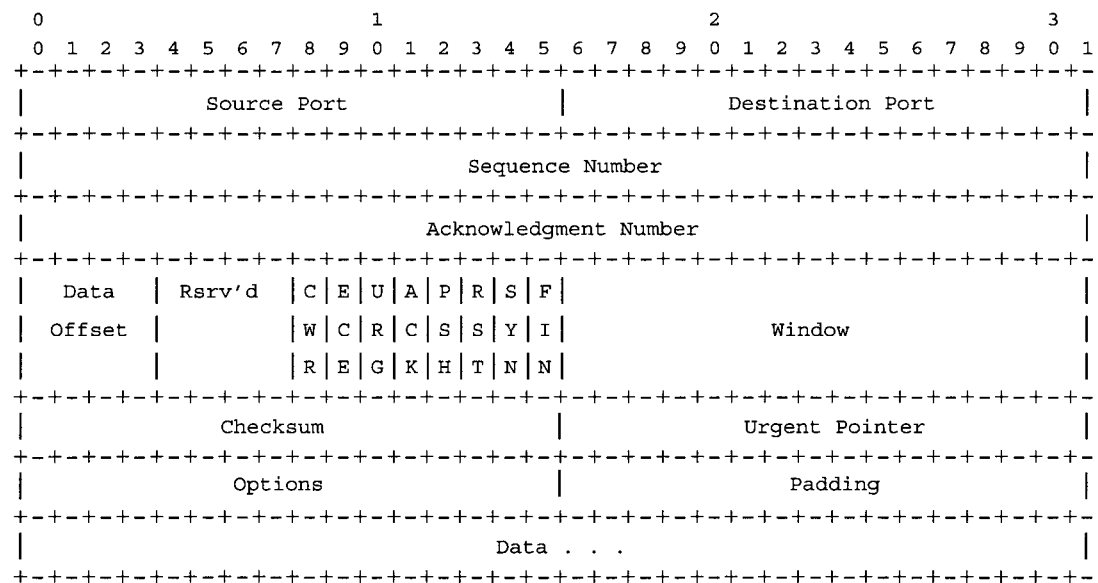 0 1 2 3
0 1 2 3 4 5 6 7 8 9 0 1 2 3 4 5 6 7 8 9 0 1 2 3 4 5 6 7 8 9 0 1
+-+-+-+-+-+-+-+-+-+-+-+-+-+-+-+-+-+-+-+-+-+-+-+-+-+-+-+-+-+-+-+-+-
| Source Port | Destination Port |
+-+-+-+-+-+-+-+-+-+-+-+-+-+-+-+-+-+-+-+-+-+-+-+-+-+-+-+-+-+-+-+-+-
| Sequence Number |
+-+-+-+-+-+-+-+-+-+-+-+-+-+-+-+-+-+-+-+-+-+-+-+-+-+-+-+-+-+-+-+-+-
| Acknowledgment Number |
+-+-+-+-+-+-+-+-+-+-+-+-+-+-+-+-+-+-+-+-+-+-+-+-+-+-+-+-+-+-+-+-+-
| Data | Rsrv'd |C|E|U|A|P|R|S|F| |
| Offset | |W|C|R|C|S|S|Y|I| Window |
| | |R|E|G|K|H|T|N|N| |
+-+-+-+-+-+-+-+-+-+-+-+-+-+-+-+-+-+-+-+-+-+-+-+-+-+-+-+-+-+-+-+-+-
| Checksum | Urgent Pointer |
+-+-+-+-+-+-+-+-+-+-+-+-+-+-+-+-+-+-+-+-+-+-+-+-+-+-+-+-+-+-+-+-+-
| Options | Padding |
+-+-+-+-+-+-+-+-+-+-+-+-+-+-+-+-+-+-+-+-+-+-+-+-+-+-+-+-+-+-+-+-+-
| Data . . . |
+-+-+-+-+-+-+-+-+-+-+-+-+-+-+-+-+-+-+-+-+-+-+-+-+-+-+-+-+-+-+-+-+-